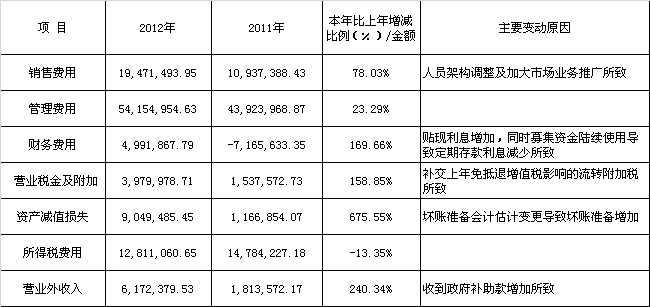 项 目 2012年 2011年 本年比上年增减比例(%)/金额 主要变动原因
销售费用 19,471,493.95 10,937,388.43 78.03% 人员架构调整及加大市场业务推广所致
管理费用 54,154,954.63 43,923,968.87 23.29%
财务费用 4,991,867.79 -7,165,633.35 169.66% 贴现利息增加,同时募集资金陆续使用导致定期存款利息减少所致
营业税金及附加 3,979,978.71 1,537,572.73 158.85% 补交上年免抵退增值税影响的流转附加税所致
资产减值损失 9,049,485.45 1,166,854.07 675.55% 坏账准备会计估计变更导致坏账准备增加
所得税费用 12,811,060.65 14,784,227.18 -13.35%
营业外收入 6,172,379.53 1,813,572.17 240.34% 收到政府补助款增加所致